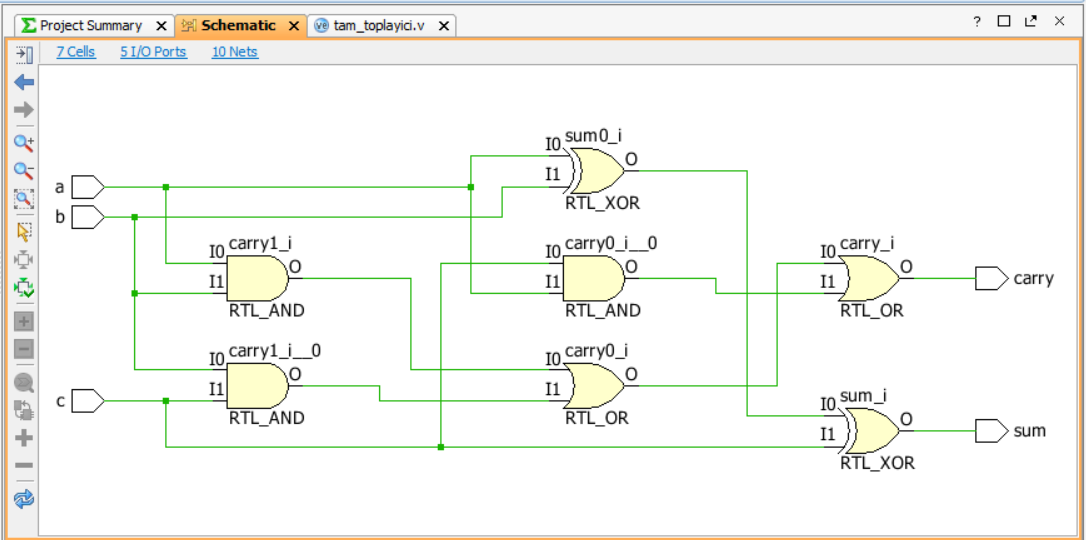 Project Summary × Schematic × tam_toplayici.v × ?
7 Cells 5 I/O Ports 10 Nets
sum0_i
I0 O
I1
RTL_XOR
a
b
carry1_i
I0 O
I1
RTL_AND
carry0_i__0
I0 O
I1
RTL_AND
carry_i
I0 O
I1
RTL_OR
carry
carry1_i__0
I0 O
I1
RTL_AND
c
carry0_i
I0 O
I1
RTL_OR
sum_i
I0 O
I1
RTL_XOR
sum